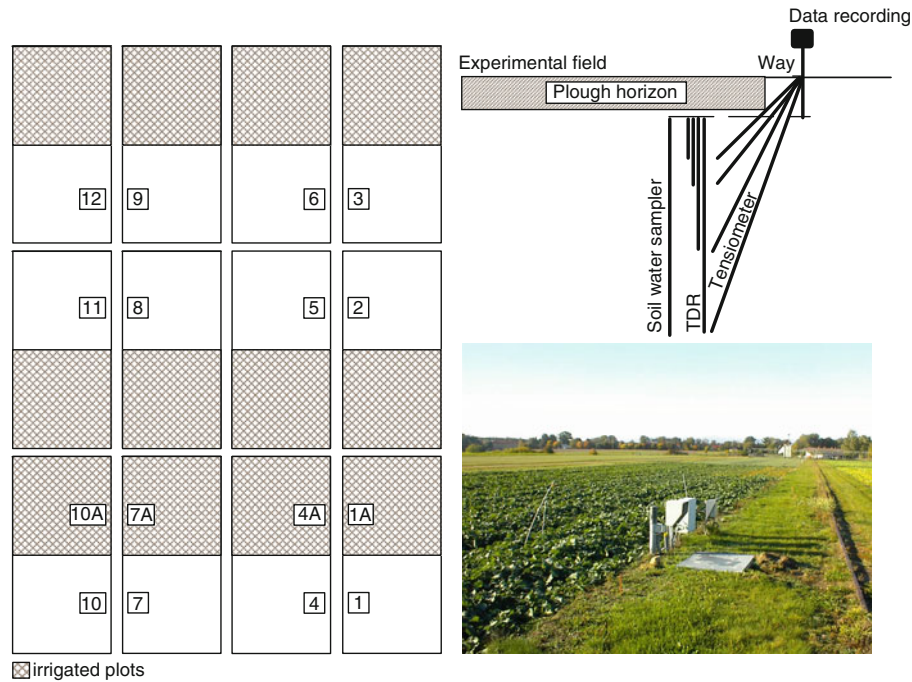 Data recording
Experimental field
Way
Plough horizon
Soil water sampler
TDR
Tensiometer
12 9 6 3
11 8 5 2
10A 7A 4A 1A
10 7 4 1
irrigated plots